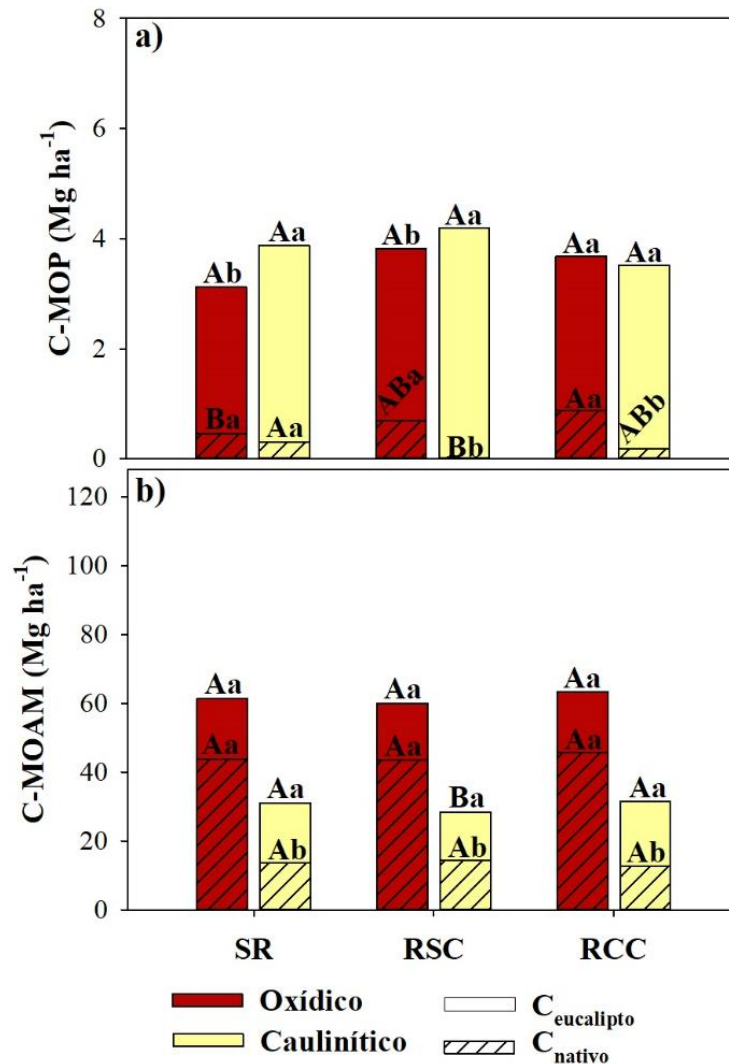 a)
C-MOP (Mg ha⁻¹)
8
6
4
2
0
Ab
Aa
Ab
Aa
Aa
Aa
Ba
Aa
ABa
Bb
Aa
ABb
b)
C-MOAM (Mg ha⁻¹)
120
100
80
60
40
20
0
Aa
Aa
Aa
Ba
Aa
Aa
Aa
Ab
Aa
Ab
Aa
Ab
SR RSC RCC
Oxídico C eucalipto
Caulinítico C nativo